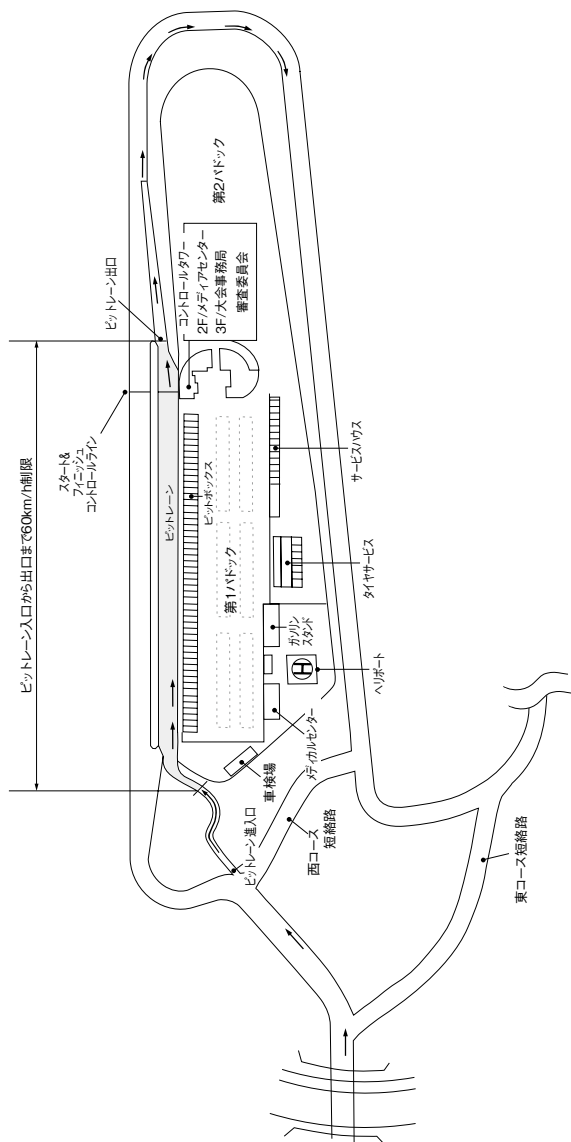 ピットレーン入口から出口まで60km/h制限
スタート&
フィニッシュ
コントロールライン
ピットレーン出口
ピットレーン
ピットボックス
コントロールタワー
2F/メディアセンター
3F/大会事務局
審査委員会
第2パドック
第1パドック
サービスハウス
タイヤサービス
ガソリン
スタンド
H
ヘリポート
メディカルセンター
車検場
ピットレーン進入口
西コース
短絡路
東コース短絡路